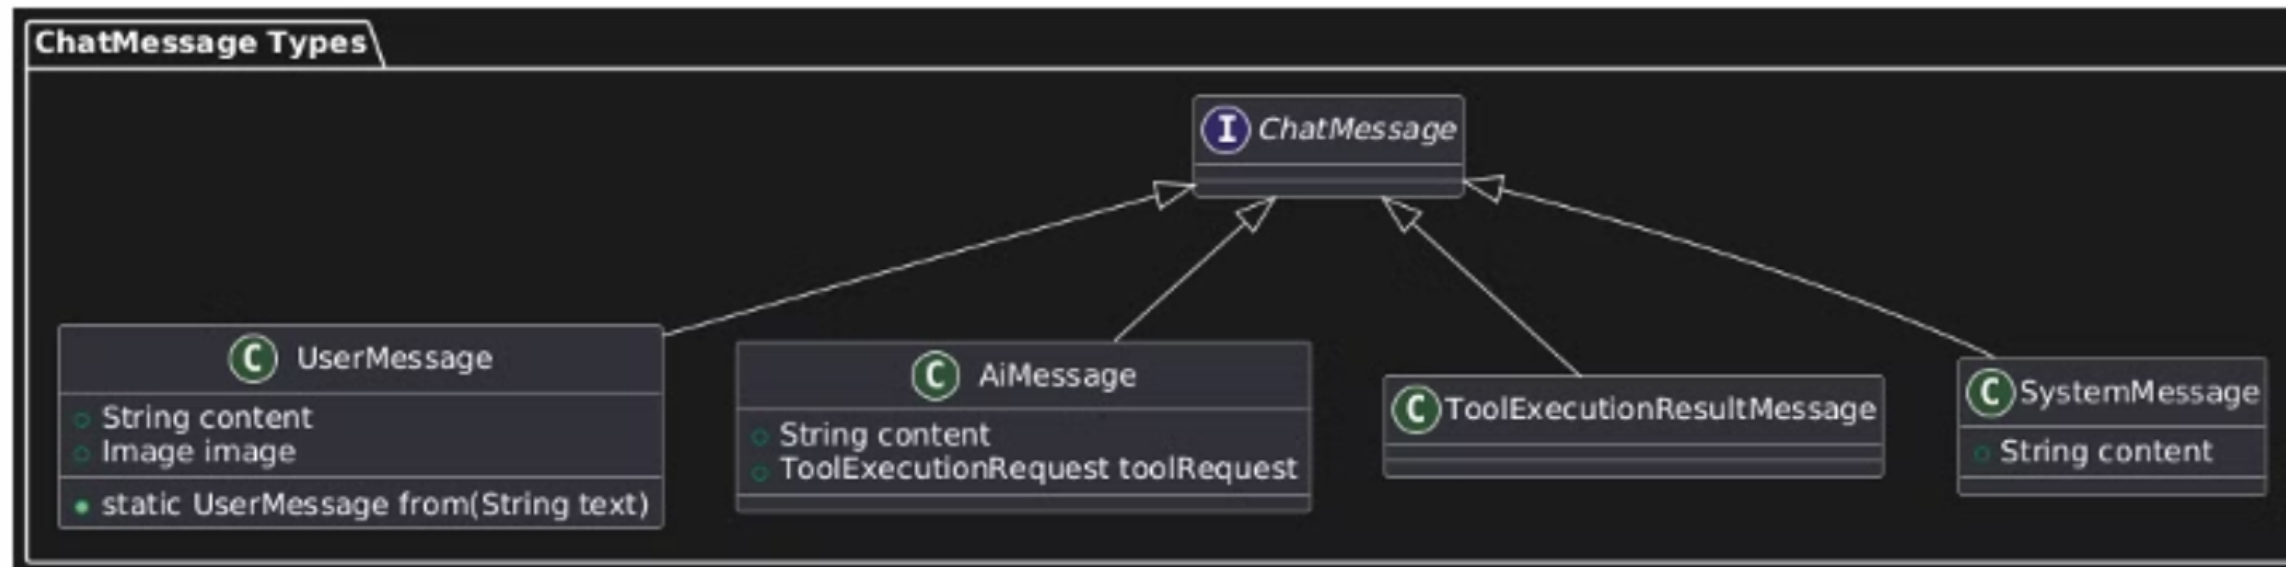 ChatMessage Types
I ChatMessage
C UserMessage
String content
Image image
static UserMessage from(String text)
C AiMessage
String content
ToolExecutionRequest toolRequest
C ToolExecutionResultMessage
C SystemMessage
String content